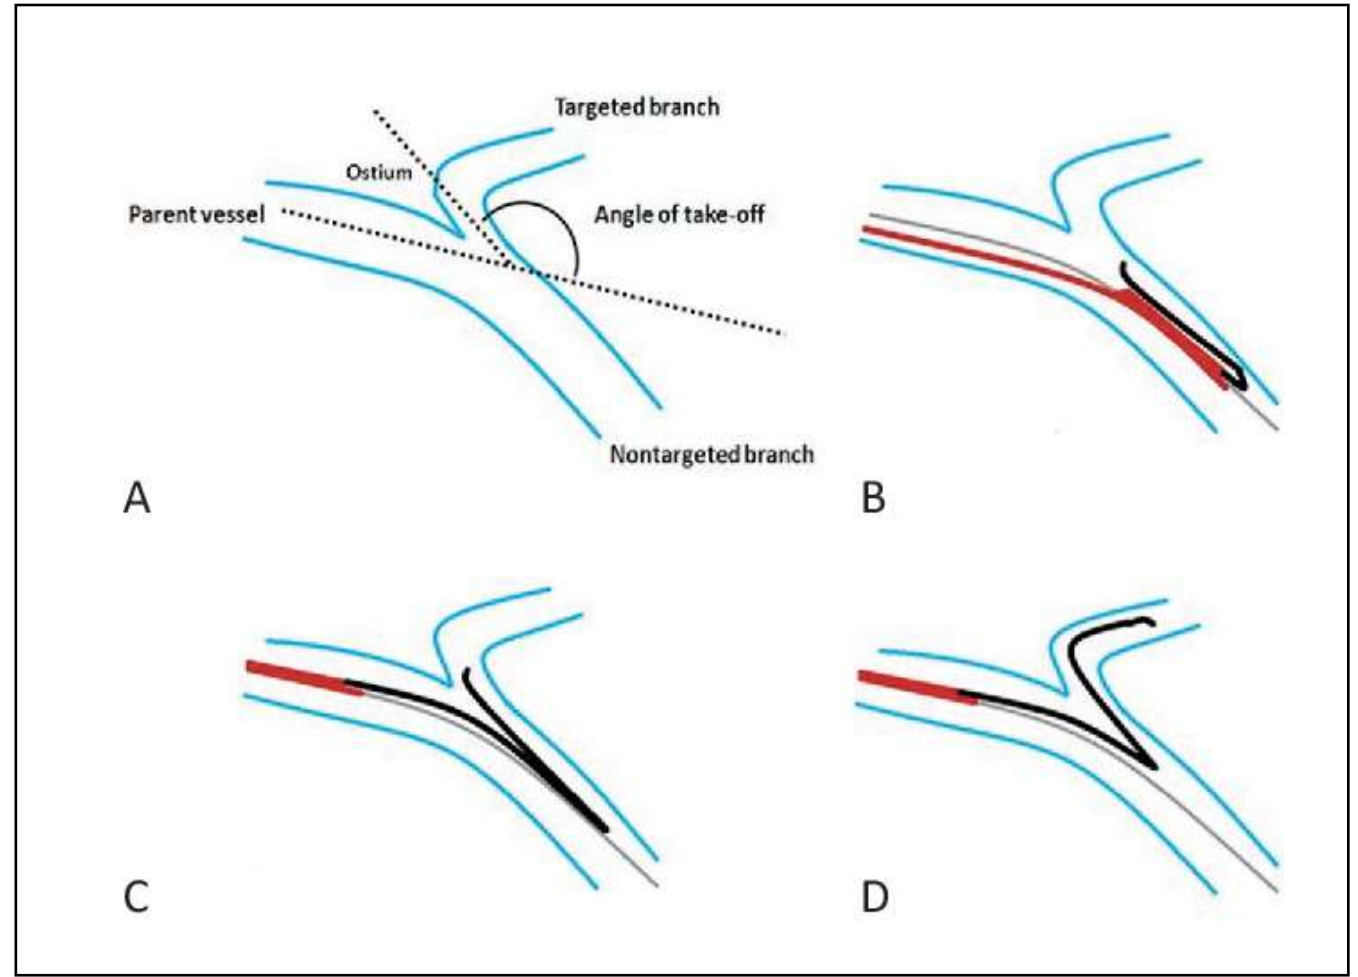 Targeted branch
Ostium
Parent vessel
Angle of take-off
Nontargeted branch
A
B
C
D